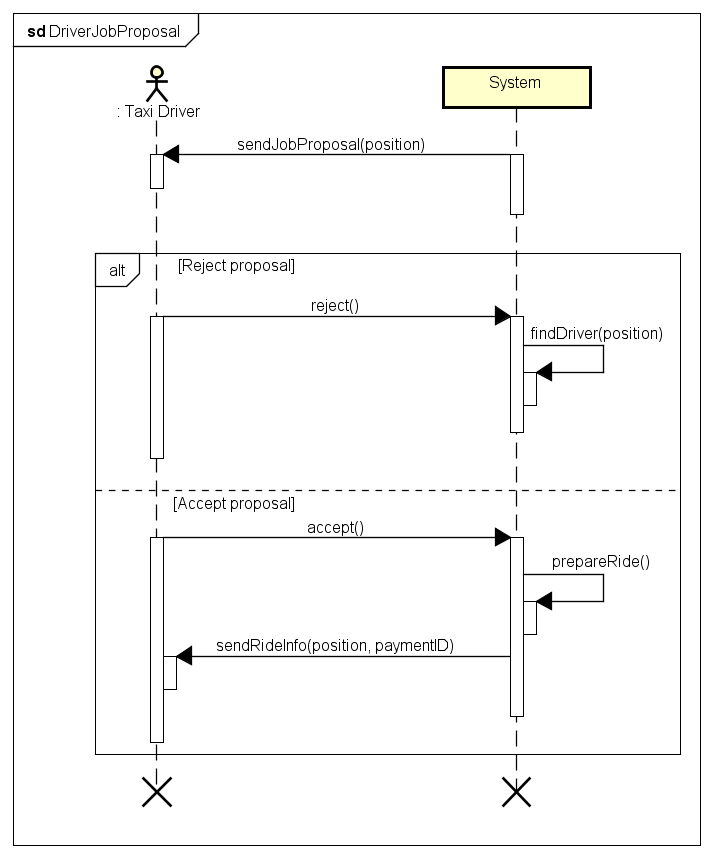 sd DriverJobProposal
: Taxi Driver
System
sendJobProposal(position)
alt
[Reject proposal]
reject()
findDriver(position)
[Accept proposal]
accept()
prepareRide()
sendRideInfo(position, paymentID)